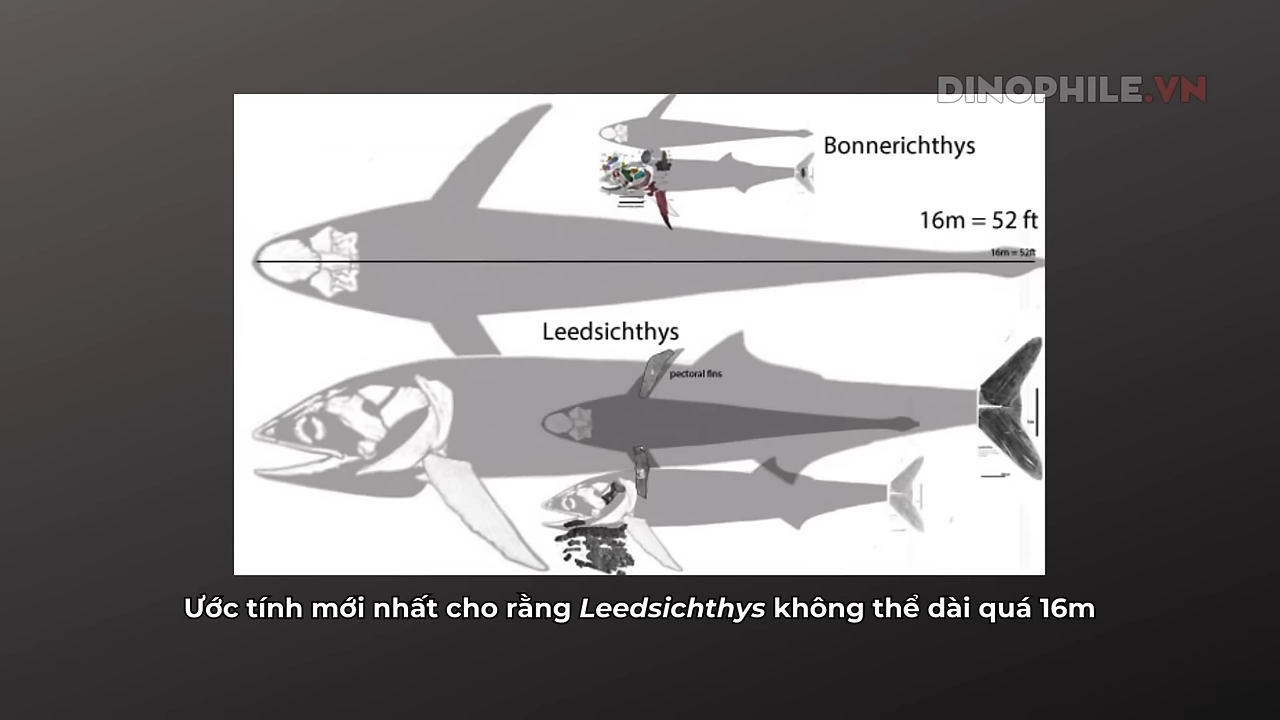 DINOPHILE.VN
Bonnerichthys
16m = 52 ft
16m = 52ft
Leedsichthys
pectoral fins
Ước tính mới nhất cho rằng Leedsichthys không thể dài quá 16m